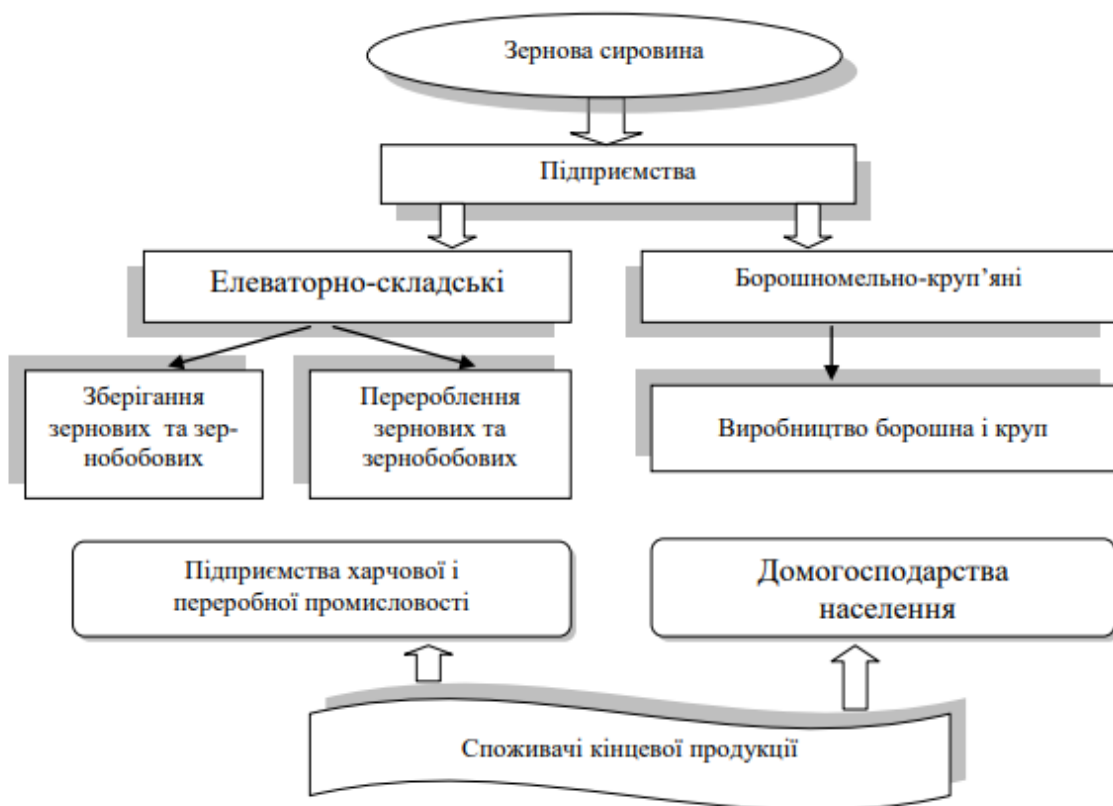 Зернова сировина
Підприємства
Елеваторно-складські
Борошномельно-круп’яні
Зберігання
зернових та зер-
нобобових
Перероблення
зернових та
зернобобових
Виробництво борошна і круп
Підприємства харчової і
переробної промисловості
Домогосподарства
населення
Споживачі кінцевої продукції